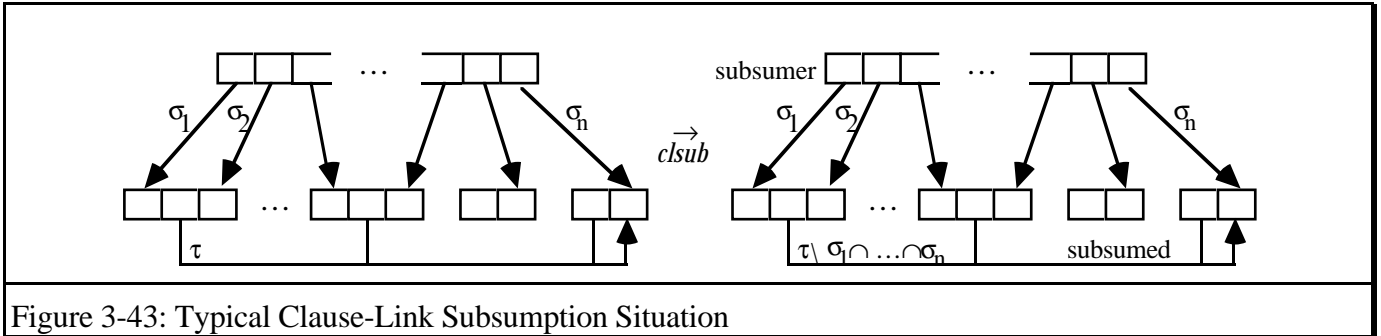 … subsumer …
σ1 σ2 σn → σ1 σ2 σn
clsub
… …
τ τ\ σ1∩ …∩σn subsumed
Figure 3-43: Typical Clause-Link Subsumption Situation